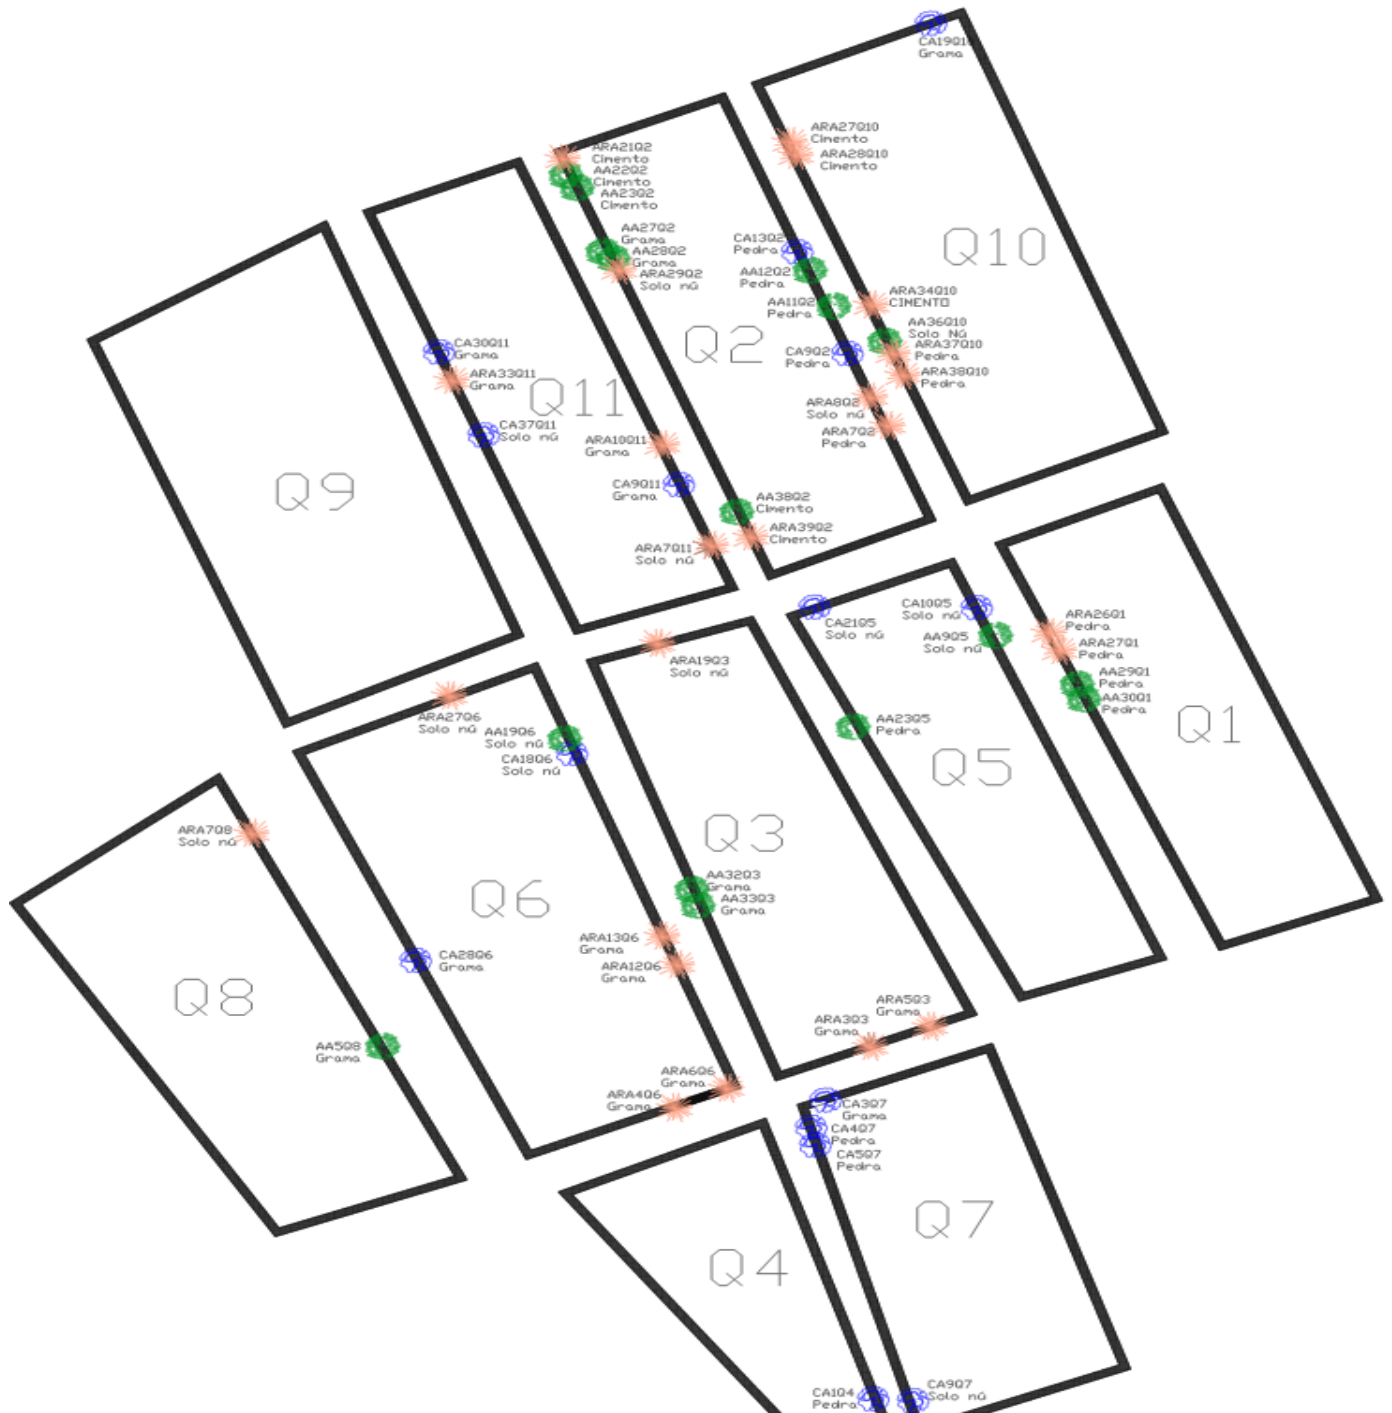 CA19Q10
Grama
ARA27Q10
Cimento
ARA28Q10
Cimento
Q10
ARA34Q10
CIMENTO
AA36Q10
Solo Nú
ARA37Q10
Pedra
ARA38Q10
Pedra
ARA21Q2
Cimento
AA22Q2
Cimento
AA23Q2
Cimento
AA27Q2
Grama
AA28Q2
Grama
ARA29Q2
Solo nú
CA13Q2
Pedra
AA12Q2
Pedra
AA11Q2
Pedra
Q2
CA9Q2
Pedra
ARA8Q2
Solo nú
ARA7Q2
Pedra
AA38Q2
Cimento
ARA39Q2
Cimento
CA30Q11
Grama
ARA33Q11
Grama
Q11
CA37Q11
Solo nú
ARA10Q11
Grama
CA9Q11
Grama
ARA7Q11
Solo nú
Q9
CA21Q5
Solo nú
CA10Q5
Solo nú
AA9Q5
Solo nú
AA23Q5
Pedra
Q5
ARA26Q1
Pedra
ARA27Q1
Pedra
AA29Q1
Pedra
AA30Q1
Pedra
Q1
ARA19Q3
Solo nú
Q3
AA32Q3
Grama
AA33Q3
Grama
ARA5Q3
Grama
ARA3Q3
Grama
ARA27Q6
Solo nú
AA19Q6
Solo nú
CA18Q6
Solo nú
Q6
ARA13Q6
Grama
ARA12Q6
Grama
CA28Q6
Grama
ARA6Q6
Grama
ARA4Q6
Grama
ARA7Q8
Solo nú
Q8
AA5Q8
Grama
CA3Q7
Grama
CA4Q7
Pedra
CA5Q7
Pedra
Q7
Q4
CA1Q4
Pedra
CA9Q7
Solo nú